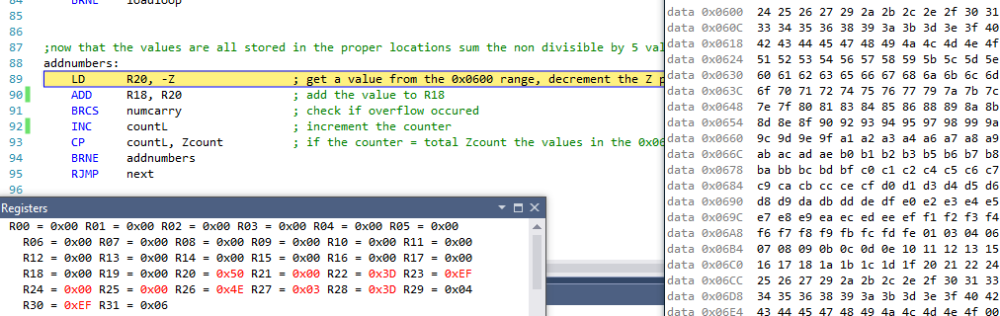 84 BRNE loadloop
85
86
87 ;now that the values are all stored in the proper locations sum the non divisible by 5 val
88 addnumbers:
89 LD R20, -Z ; get a value from the 0x0600 range, decrement the Z p
90 ADD R18, R20 ; add the value to R18
91 BRCS numcarry ; check if overflow occured
92 INC countL ; increment the counter
93 CP countL, Zcount ; if the counter = total Zcount the values in the 0x06
94 BRNE addnumbers
95 RJMP next
96
Registers
R00 = 0x00 R01 = 0x00 R02 = 0x00 R03 = 0x00 R04 = 0x00 R05 = 0x00
R06 = 0x00 R07 = 0x00 R08 = 0x00 R09 = 0x00 R10 = 0x00 R11 = 0x00
R12 = 0x00 R13 = 0x00 R14 = 0x00 R15 = 0x00 R16 = 0x00 R17 = 0x00
R18 = 0x00 R19 = 0x00 R20 = 0x50 R21 = 0x00 R22 = 0x3D R23 = 0xEF
R24 = 0x00 R25 = 0x00 R26 = 0x4E R27 = 0x03 R28 = 0x3D R29 = 0x04
R30 = 0xEF R31 = 0x06
data 0x0600 24 25 26 27 29 2a 2b 2c 2e 2f 30 31
data 0x060C 33 34 35 36 38 39 3a 3b 3d 3e 3f 40
data 0x0618 42 43 44 45 47 48 49 4a 4c 4d 4e 4f
data 0x0624 51 52 53 54 56 57 58 59 5b 5c 5d 5e
data 0x0630 60 61 62 63 65 66 67 68 6a 6b 6c 6d
data 0x063C 6f 70 71 72 74 75 76 77 79 7a 7b 7c
data 0x0648 7e 7f 80 81 83 84 85 86 88 89 8a 8b
data 0x0654 8d 8e 8f 90 92 93 94 95 97 98 99 9a
data 0x0660 9c 9d 9e 9f a1 a2 a3 a4 a6 a7 a8 a9
data 0x066C ab ac ad ae b0 b1 b2 b3 b5 b6 b7 b8
data 0x0678 ba bb bc bd bf c0 c1 c2 c4 c5 c6 c7
data 0x0684 c9 ca cb cc ce cf d0 d1 d3 d4 d5 d6
data 0x0690 d8 d9 da db dd de df e0 e2 e3 e4 e5
data 0x069C e7 e8 e9 ea ec ed ee ef f1 f2 f3 f4
data 0x06A8 f6 f7 f8 f9 fb fc fd fe 01 03 04 06
data 0x06B4 07 08 09 0b 0c 0d 0e 10 11 12 13 15
data 0x06C0 16 17 18 1a 1b 1c 1d 1f 20 21 22 24
data 0x06CC 25 26 27 29 2a 2b 2c 2e 2f 30 31 33
data 0x06D8 34 35 36 38 39 3a 3b 3d 3e 3f 40 42
data 0x06E4 43 44 45 47 48 49 4a 4c 4d 4e 4f 00